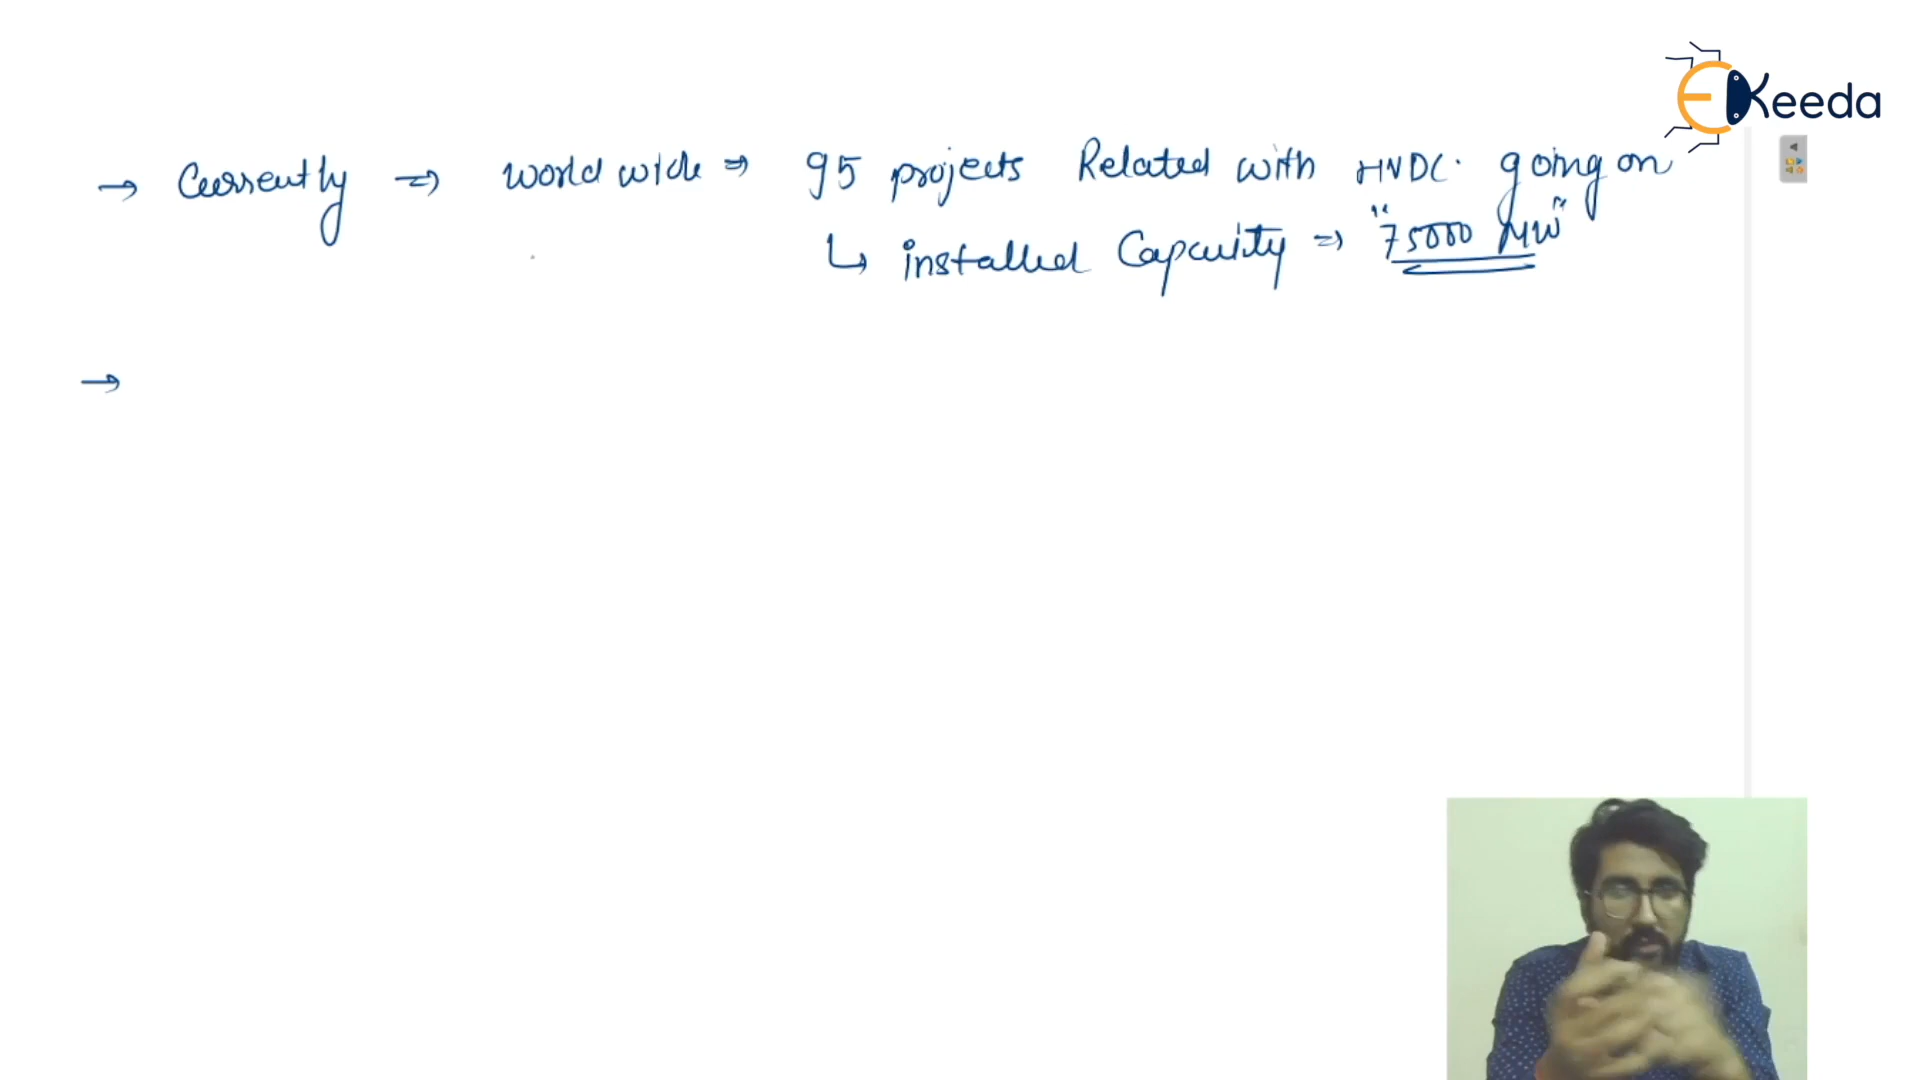 EKeeda
→ Currently ⇒ world wide ⇒ 95 projects Related with HVDC. going on
↳ installed Capacity ⇒ "75000 MW"
→